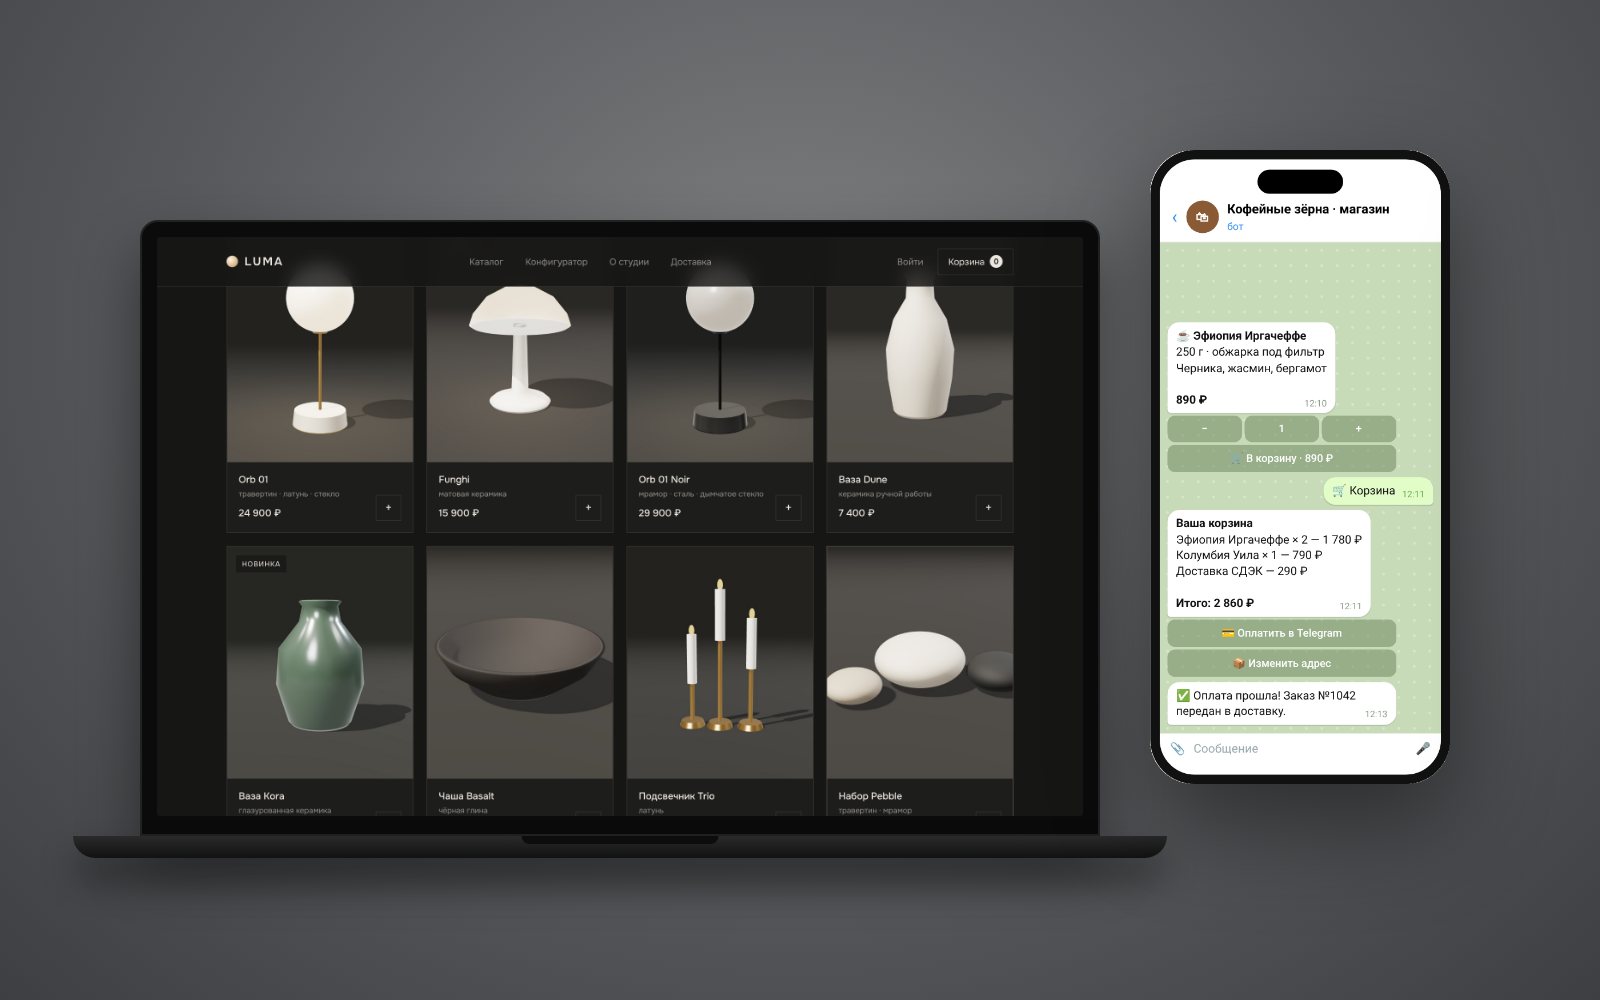 LUMA
Каталог
Конфигуратор
О студии
Доставка
Войти
Корзина 0
Orb 01
травертин · латунь · стекло
24 900 ₽
+
Funghi
матовая керамика
15 900 ₽
+
Orb 01 Noir
мрамор · сталь · дымчатое стекло
29 900 ₽
+
Ваза Dune
керамика ручной работы
7 400 ₽
+
НОВИНКА
Ваза Kora
глазурованная керамика
Чаша Basalt
чёрная глина
Подсвечник Trio
латунь
Набор Pebble
травертин · мрамор
Кофейные зёрна · магазин
бот
☕ Эфиопия Иргачеффе
250 г · обжарка под фильтр
Черника, жасмин, бергамот
890 ₽ 12:10
− 1 +
🛒 В корзину · 890 ₽
🛒 Корзина 12:11
Ваша корзина
Эфиопия Иргачеффе × 2 — 1 780 ₽
Колумбия Уила × 1 — 790 ₽
Доставка СДЭК — 290 ₽
Итого: 2 860 ₽ 12:11
💳 Оплатить в Telegram
📦 Изменить адрес
✅ Оплата прошла! Заказ №1042
передан в доставку. 12:13
Сообщение